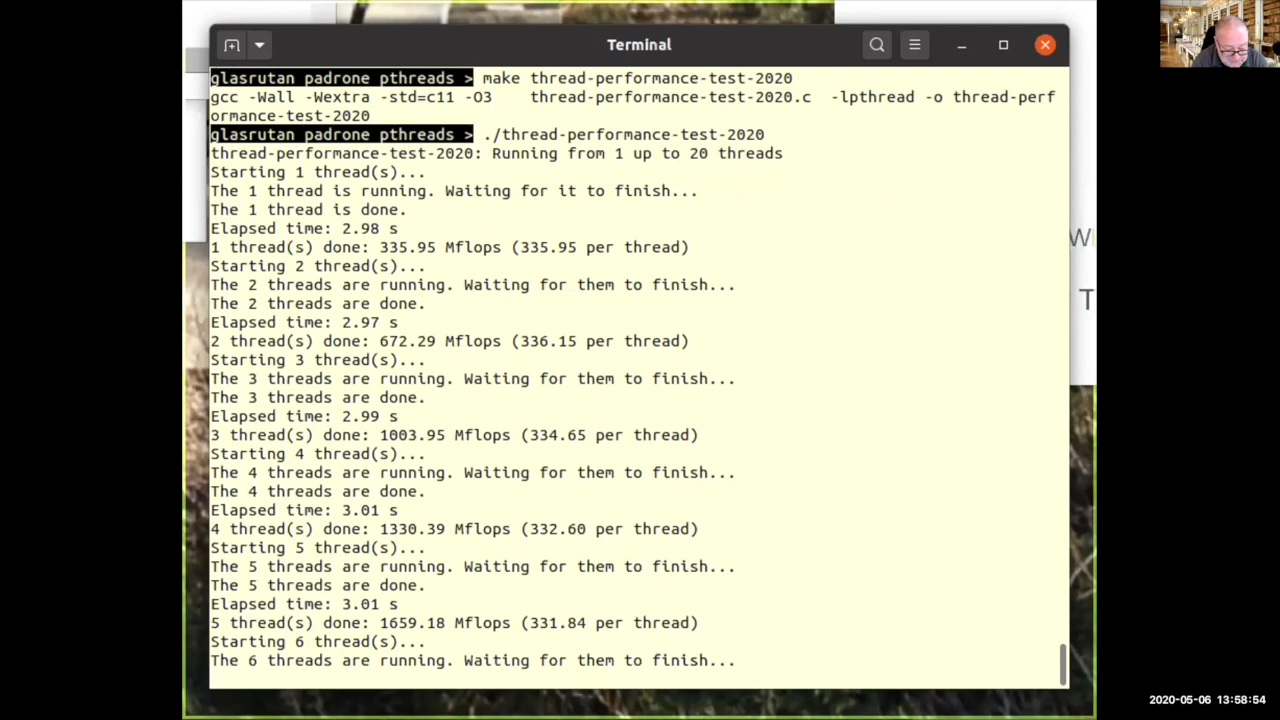 Terminal
glasrutan padrone pthreads > make thread-performance-test-2020
gcc -Wall -Wextra -std=c11 -O3    thread-performance-test-2020.c  -lpthread -o thread-perf
ormance-test-2020
glasrutan padrone pthreads > ./thread-performance-test-2020
thread-performance-test-2020: Running from 1 up to 20 threads
Starting 1 thread(s)...
The 1 thread is running. Waiting for it to finish...
The 1 thread is done.
Elapsed time: 2.98 s
1 thread(s) done: 335.95 Mflops (335.95 per thread)
Starting 2 thread(s)...
The 2 threads are running. Waiting for them to finish...
The 2 threads are done.
Elapsed time: 2.97 s
2 thread(s) done: 672.29 Mflops (336.15 per thread)
Starting 3 thread(s)...
The 3 threads are running. Waiting for them to finish...
The 3 threads are done.
Elapsed time: 2.99 s
3 thread(s) done: 1003.95 Mflops (334.65 per thread)
Starting 4 thread(s)...
The 4 threads are running. Waiting for them to finish...
The 4 threads are done.
Elapsed time: 3.01 s
4 thread(s) done: 1330.39 Mflops (332.60 per thread)
Starting 5 thread(s)...
The 5 threads are running. Waiting for them to finish...
The 5 threads are done.
Elapsed time: 3.01 s
5 thread(s) done: 1659.18 Mflops (331.84 per thread)
Starting 6 thread(s)...
The 6 threads are running. Waiting for them to finish...
W
T
2020-05-06 13:58:54